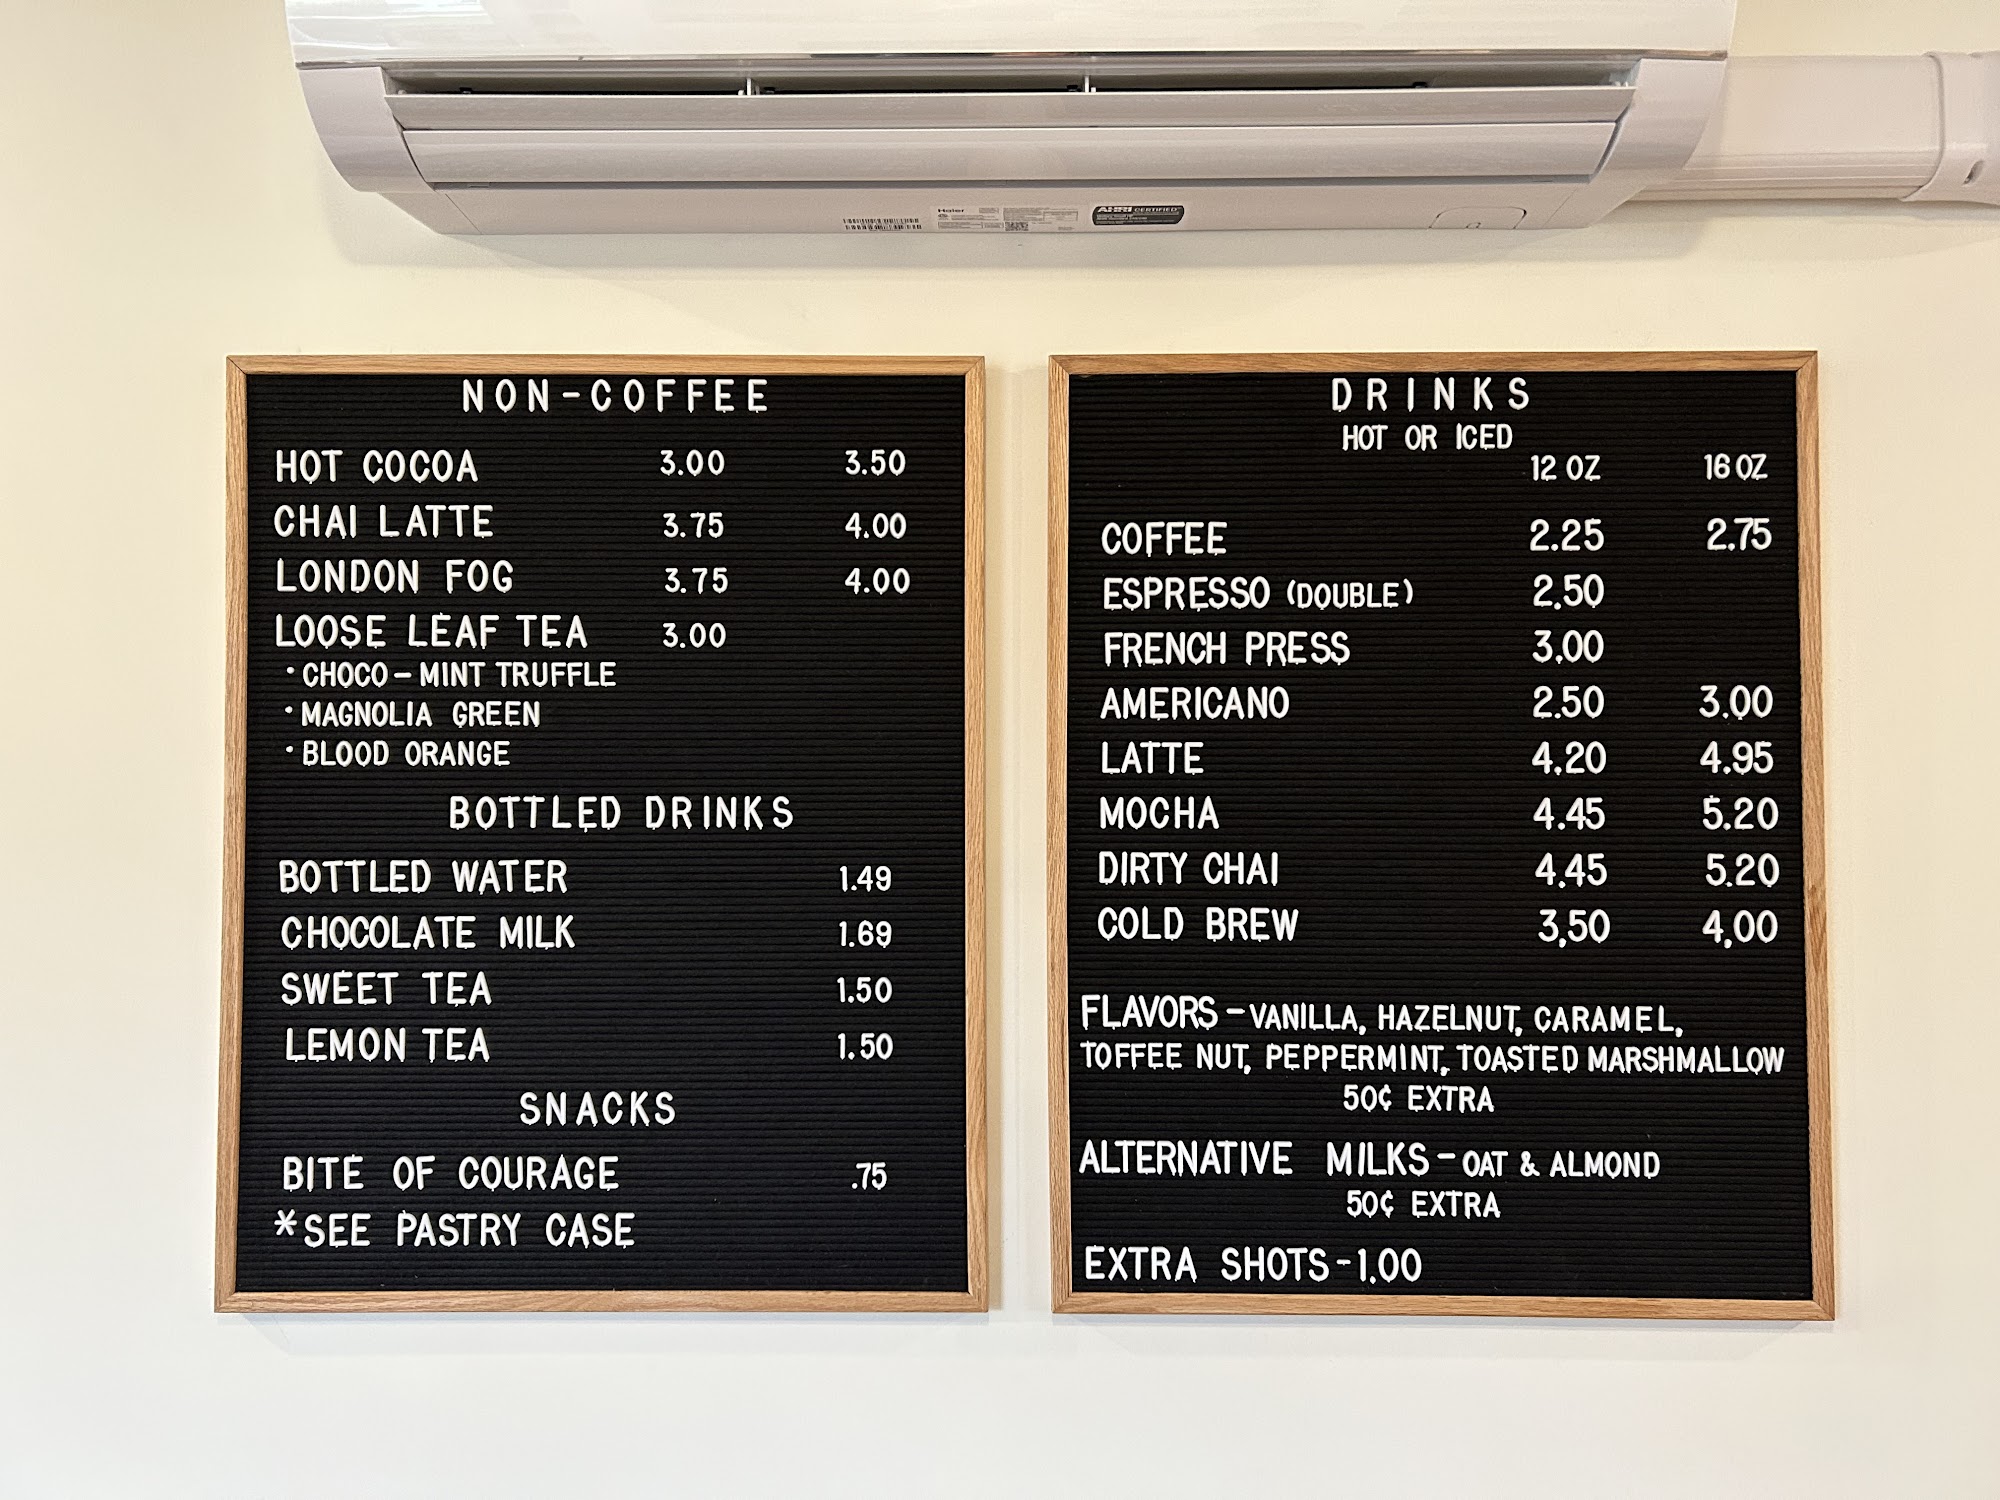 Haier
AHRI CERTIFIED
NON-COFFEE
HOT COCOA 3.00 3.50
CHAI LATTE 3.75 4.00
LONDON FOG 3.75 4.00
LOOSE LEAF TEA 3.00
· CHOCO-MINT TRUFFLE
· MAGNOLIA GREEN
· BLOOD ORANGE
BOTTLED DRINKS
BOTTLED WATER 1.49
CHOCOLATE MILK 1.69
SWEET TEA 1.50
LEMON TEA 1.50
SNACKS
BITE OF COURAGE .75
*SEE PASTRY CASE
DRINKS
HOT OR ICED
12 OZ 16 OZ
COFFEE 2.25 2.75
ESPRESSO (DOUBLE) 2.50
FRENCH PRESS 3.00
AMERICANO 2.50 3.00
LATTE 4.20 4.95
MOCHA 4.45 5.20
DIRTY CHAI 4.45 5.20
COLD BREW 3,50 4,00
FLAVORS - VANILLA, HAZELNUT, CARAMEL,
TOFFEE NUT, PEPPERMINT, TOASTED MARSHMALLOW
50¢ EXTRA
ALTERNATIVE MILKS - OAT & ALMOND
50¢ EXTRA
EXTRA SHOTS - 1.00